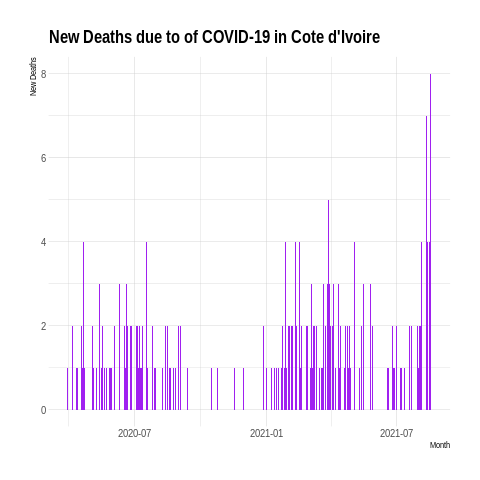 New Deaths due to of COVID-19 in Cote d'Ivoire
New Deaths
8
6
4
2
0
2020-07 2021-01 2021-07
Month